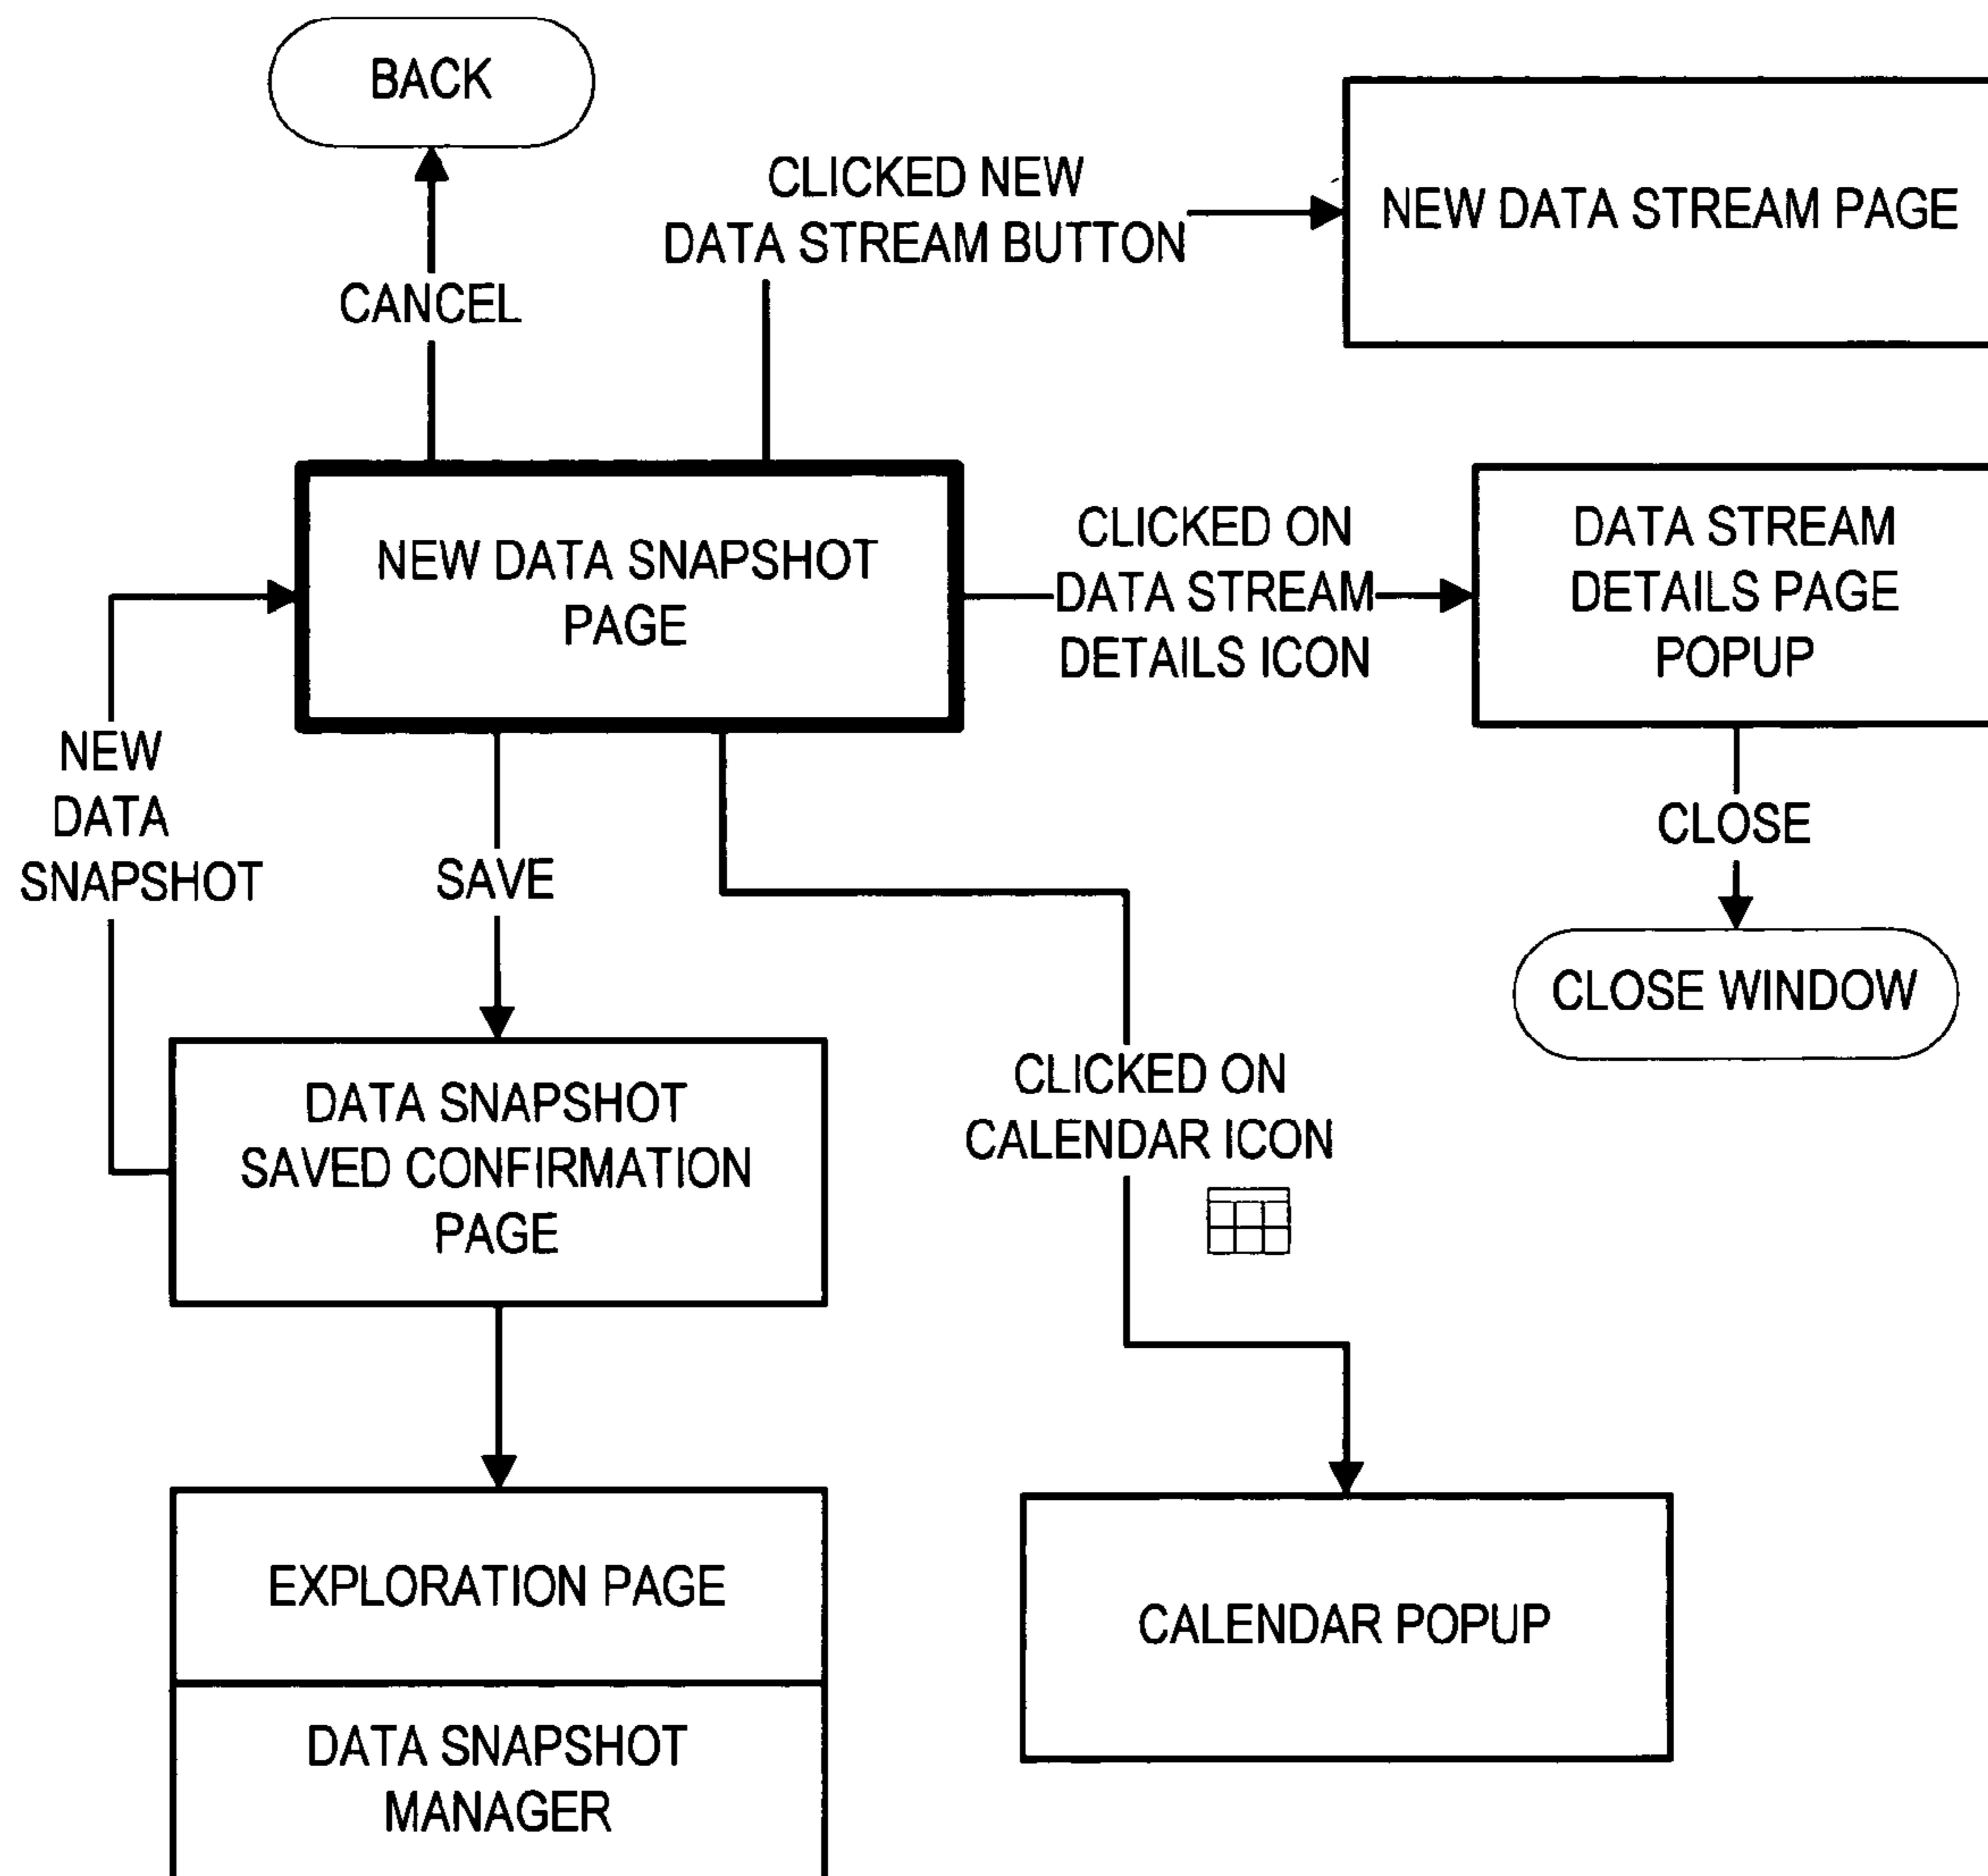 BACK
CLICKED NEW
DATA STREAM BUTTON
NEW DATA STREAM PAGE
CANCEL
NEW DATA SNAPSHOT
PAGE
CLICKED ON
DATA STREAM
DETAILS ICON
DATA STREAM
DETAILS PAGE
POPUP
NEW
DATA
SNAPSHOT
SAVE
CLOSE
CLOSE WINDOW
DATA SNAPSHOT
SAVED CONFIRMATION
PAGE
CLICKED ON
CALENDAR ICON
EXPLORATION PAGE
DATA SNAPSHOT
MANAGER
CALENDAR POPUP